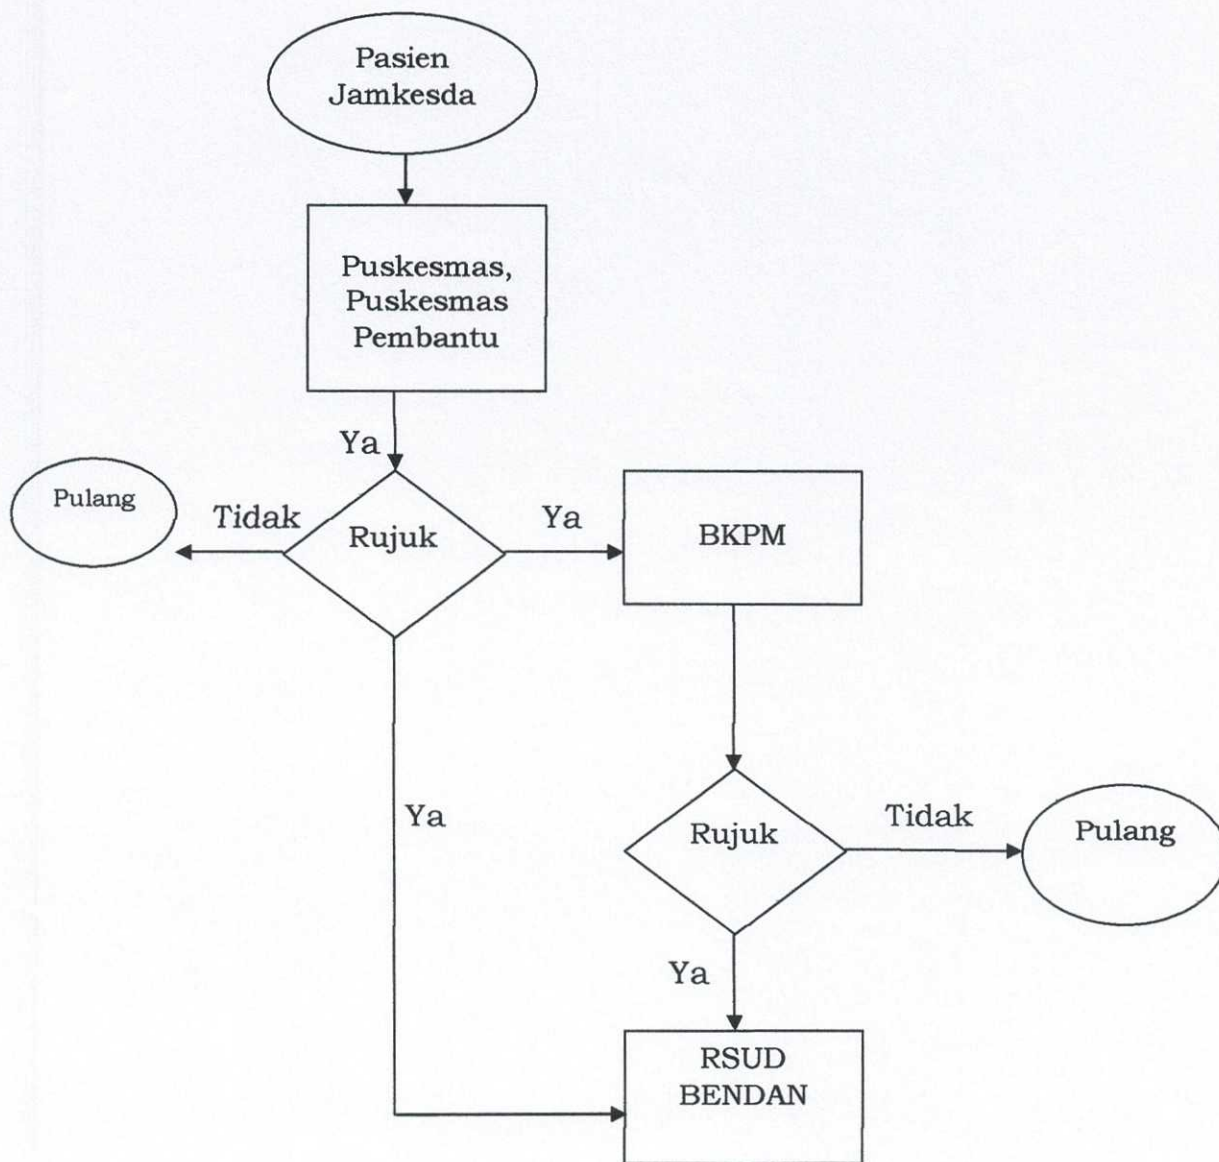 Pasien
Jamkesda
Puskesmas,
Puskesmas
Pembantu
Ya
Pulang
Tidak
Rujuk
Ya
BKPM
Ya
Rujuk
Tidak
Pulang
Ya
RSUD
BENDAN